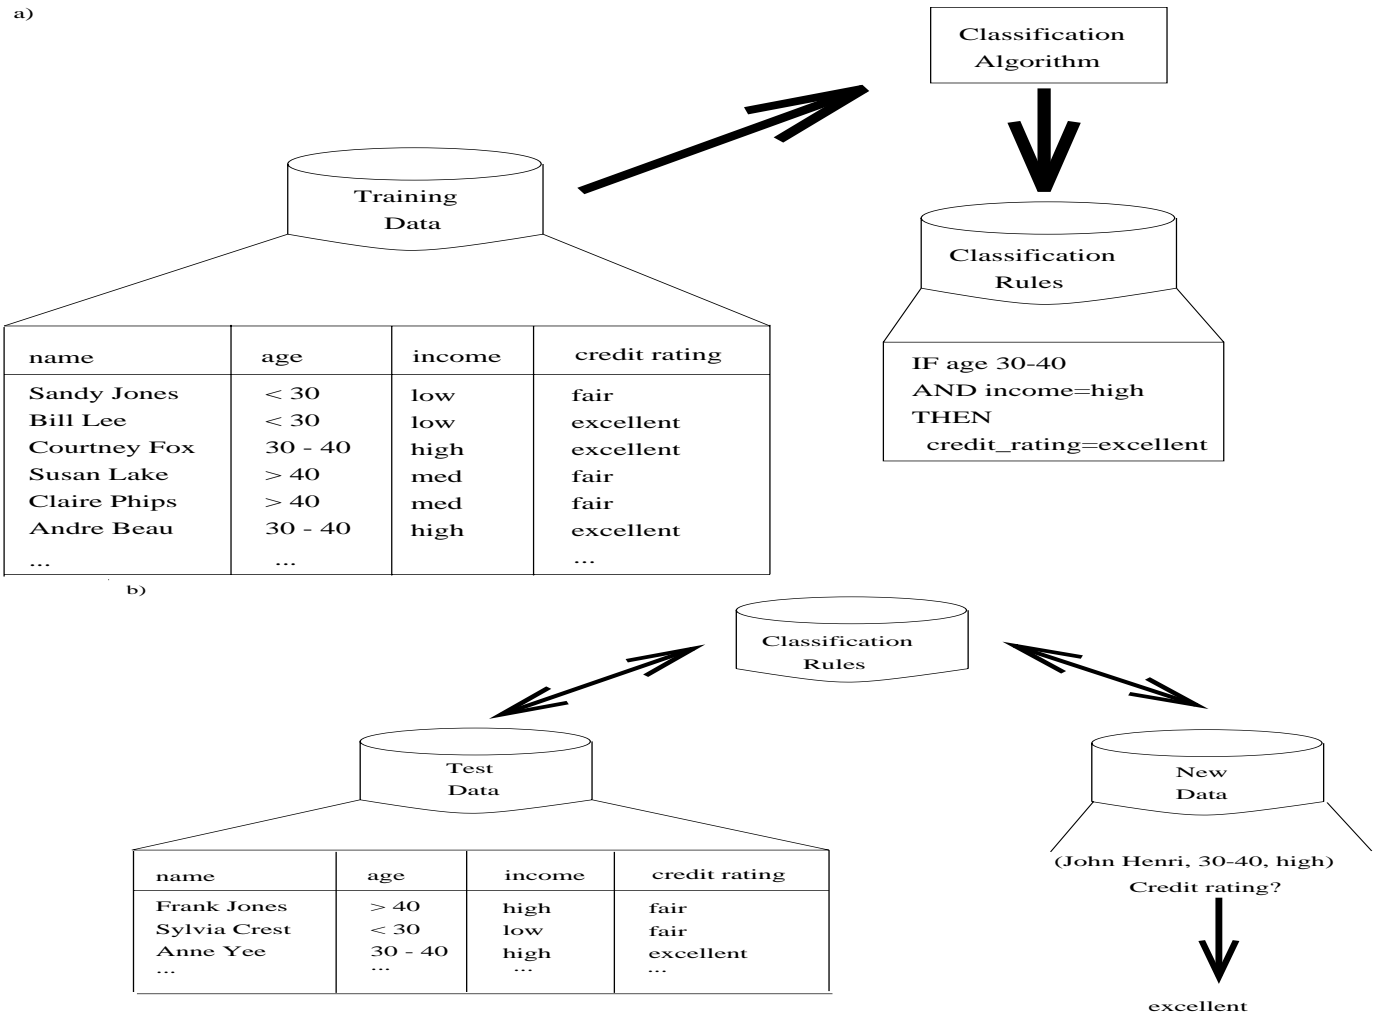 a)
Classification
Algorithm
Training
Data
Classification
Rules
name age income credit rating
Sandy Jones < 30 low fair
Bill Lee < 30 low excellent
Courtney Fox 30 - 40 high excellent
Susan Lake > 40 med fair
Claire Phips > 40 med fair
Andre Beau 30 - 40 high excellent
... ... ...
IF age 30-40
AND income=high
THEN
credit_rating=excellent
b)
Classification
Rules
Test
Data
name age income credit rating
Frank Jones > 40 high fair
Sylvia Crest < 30 low fair
Anne Yee 30 - 40 high excellent
... ... ... ...
New
Data
(John Henri, 30-40, high)
Credit rating?
excellent